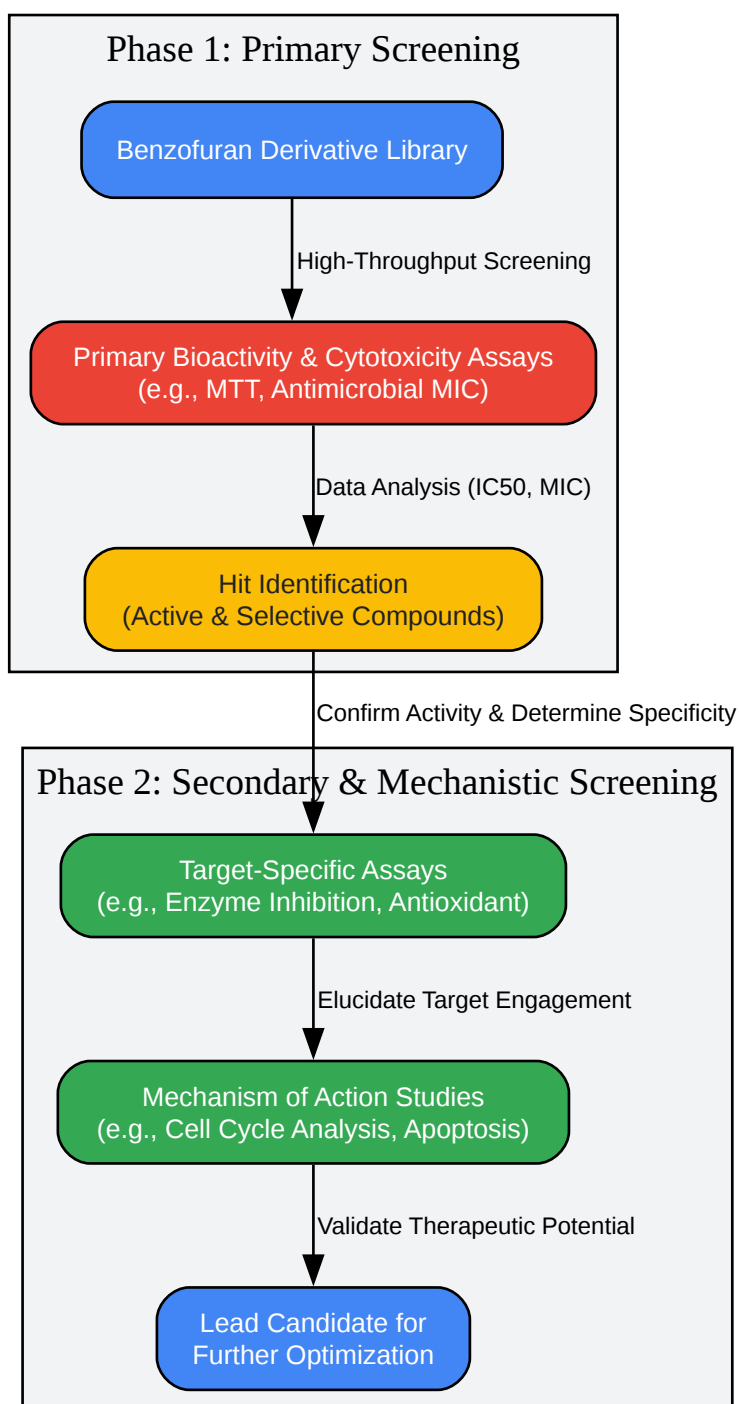 Phase 1: Primary Screening
Benzofuran Derivative Library
High-Throughput Screening
Primary Bioactivity & Cytotoxicity Assays
(e.g., MTT, Antimicrobial MIC)
Data Analysis (IC50, MIC)
Hit Identification
(Active & Selective Compounds)
Confirm Activity & Determine Specificity
Phase 2: Secondary & Mechanistic Screening
Target-Specific Assays
(e.g., Enzyme Inhibition, Antioxidant)
Elucidate Target Engagement
Mechanism of Action Studies
(e.g., Cell Cycle Analysis, Apoptosis)
Validate Therapeutic Potential
Lead Candidate for
Further Optimization